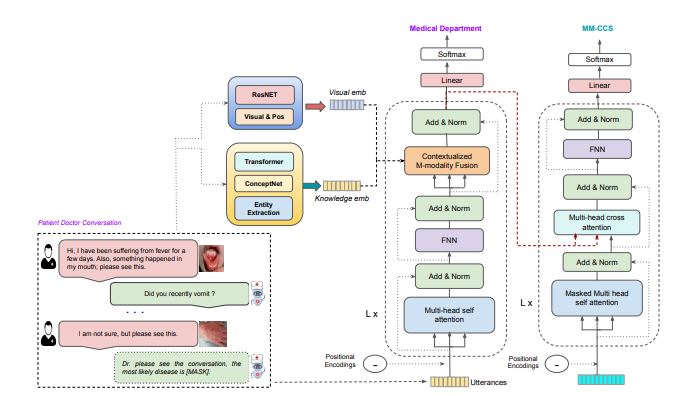 Medical Department
MM-CCS
Softmax
Softmax
Linear
Linear
ResNET
Visual & Pos
Visual emb
Add & Norm
Add & Norm
Contextualized
M-modality Fusion
FNN
Transformer
ConceptNet
Entity
Extraction
Knowledge emb
Add & Norm
Add & Norm
Multi-head cross
attention
FNN
Patient Doctor Conversation
Hi, I have been suffering from fever for a
few days. Also, something happened in
my mouth; please see this.
Did you recently vomit ?
. . .
I am not sure, but please see this.
Dr. please see the conversation, the
most likely disease is [MASK].
Add & Norm
Add & Norm
L x
Multi-head self
attention
L x
Masked Multi head
self attention
Positional
Encodings
Positional
Encodings
Utterances